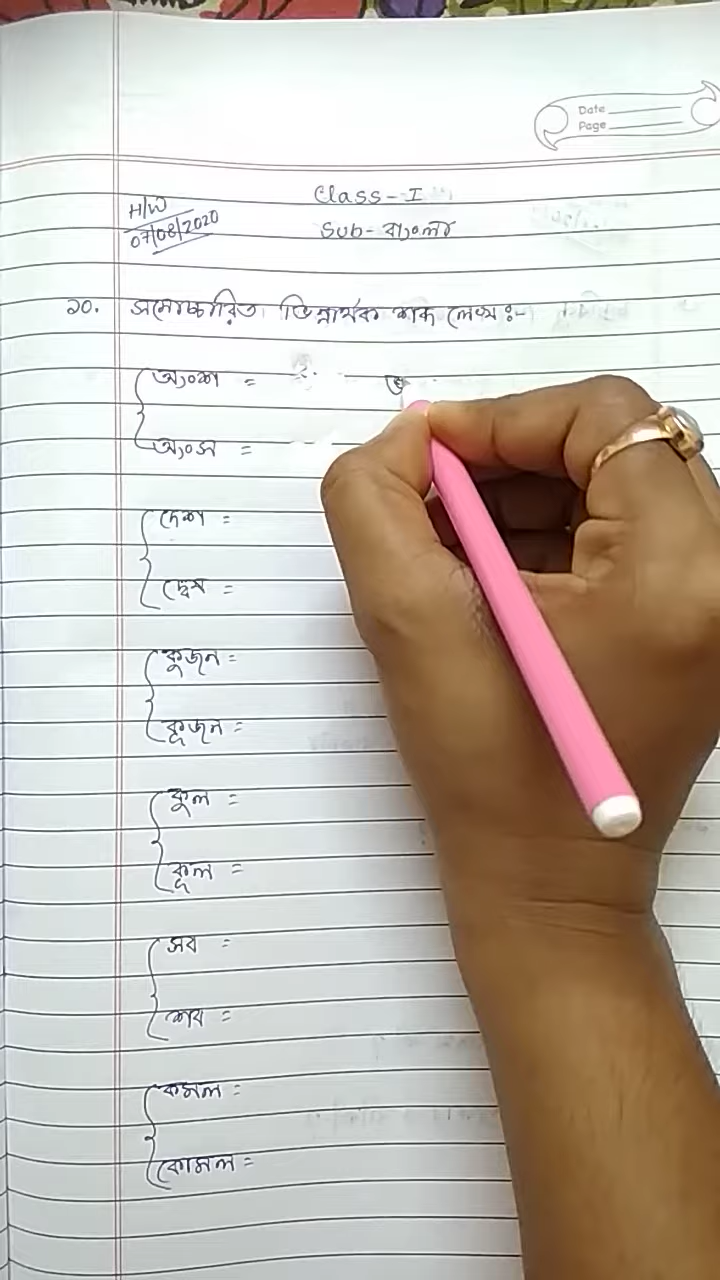 Date
Page
Class-I
H/W
07/08/2020
Sub- বাংলা
১০. সমোচ্চারিত ভিন্নার্থক শব্দ লেখ :-
অংশ =
অংস =
দেশ =
দ্বেষ =
কুজন =
কূজন =
কুল =
কূল =
সব =
শব =
কমল =
কোমল =